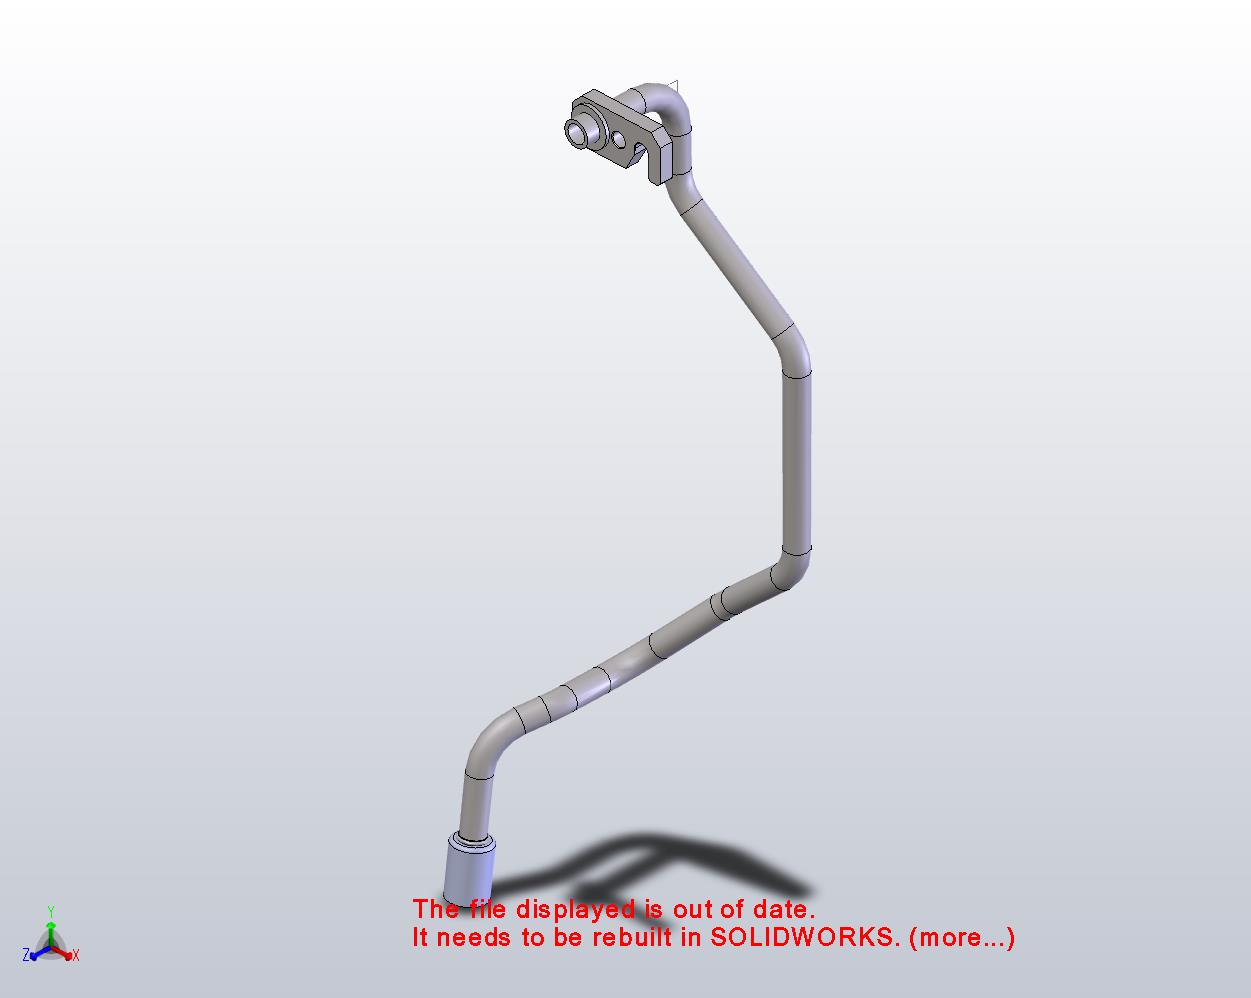 The file displayed is out of date.
It needs to be rebuilt in SOLIDWORKS. (more...)
Y
Z
X